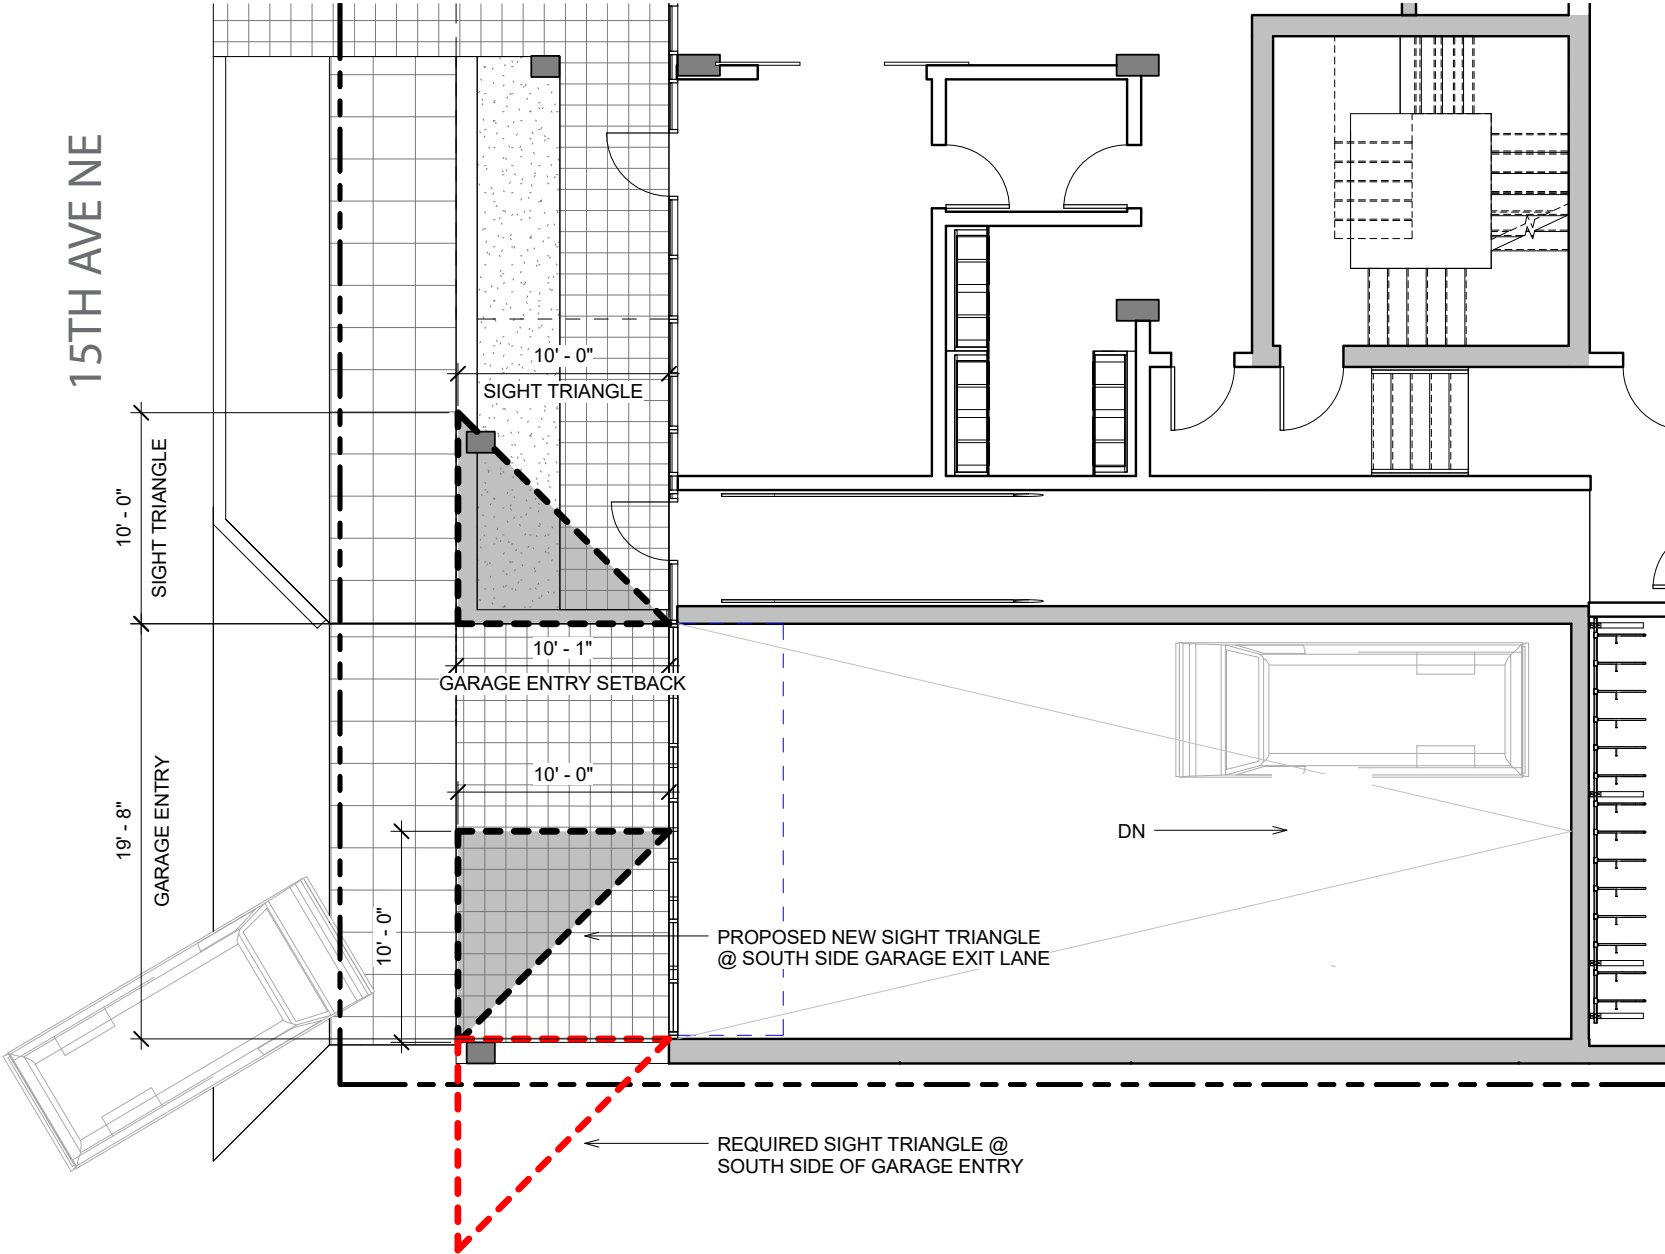 15TH AVE NE
10' - 0"
SIGHT TRIANGLE
10' - 0"
SIGHT TRIANGLE
10' - 1"
GARAGE ENTRY SETBACK
19' - 8"
GARAGE ENTRY
10' - 0"
10' - 0"
DN
PROPOSED NEW SIGHT TRIANGLE
@ SOUTH SIDE GARAGE EXIT LANE
REQUIRED SIGHT TRIANGLE @
SOUTH SIDE OF GARAGE ENTRY